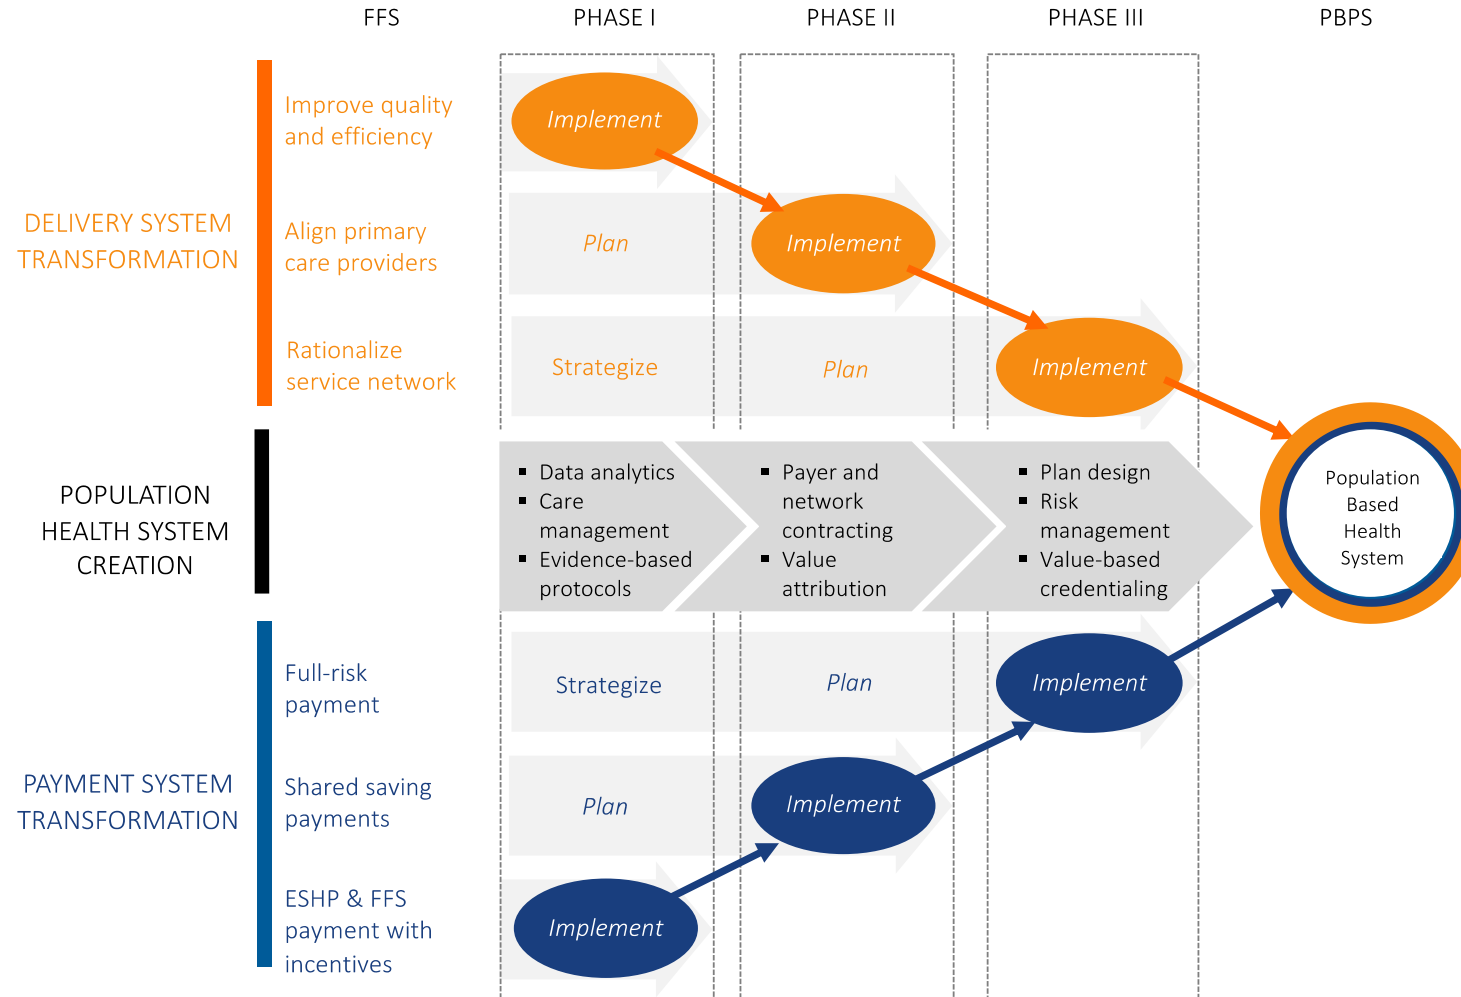 FFS PHASE I PHASE II PHASE III PBPS
DELIVERY SYSTEM
TRANSFORMATION
Improve quality
and efficiency
Implement
Align primary
care providers
Plan
Implement
Rationalize
service network
Strategize
Plan
Implement
POPULATION
HEALTH SYSTEM
CREATION
▪ Data analytics
▪ Care
management
▪ Evidence-based
protocols
▪ Payer and
network
contracting
▪ Value
attribution
▪ Plan design
▪ Risk
management
▪ Value-based
credentialing
Population
Based
Health
System
PAYMENT SYSTEM
TRANSFORMATION
Full-risk
payment
Strategize
Plan
Implement
Shared saving
payments
Plan
Implement
ESHP & FFS
payment with
incentives
Implement